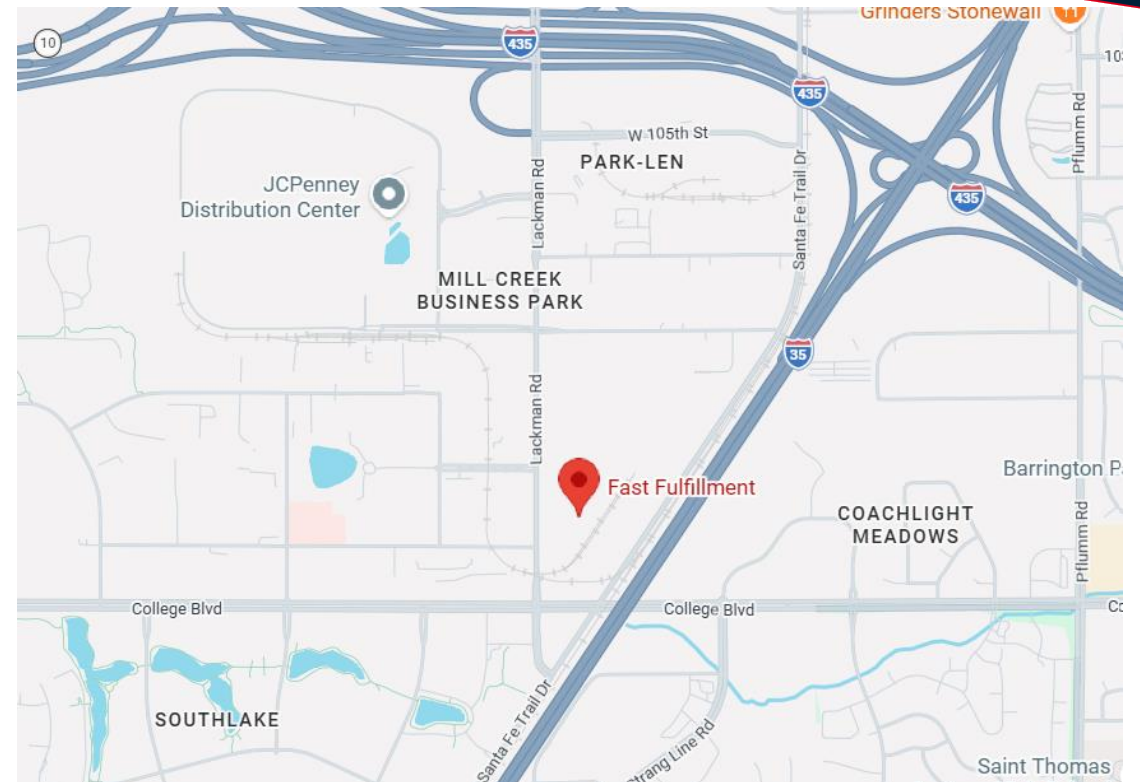 Grinders Stonewall
10
435
435
W 105th St
PARK-LEN
Pflumm Rd
JCPenney
Distribution Center
Lackman Rd
Santa Fe Trail Dr
435
MILL CREEK
BUSINESS PARK
35
Lackman Rd
Fast Fulfillment
Barrington
COACHLIGHT
MEADOWS
Pflumm Rd
College Blvd
College Blvd
SOUTHLAKE
Santa Fe Trail Dr
Strang Line Rd
Saint Thomas